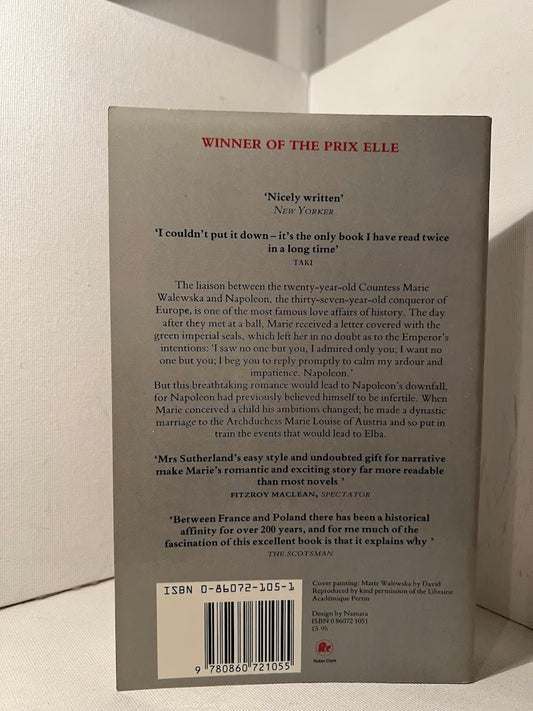 WINNER OF THE PRIX ELLE
'Nicely written'
NEW YORKER
'I couldn't put it down – it's the only book I have read twice
in a long time'
TAKI
The liaison between the twenty-year-old Countess Marie
Walewska and Napoleon, the thirty-seven-year-old conqueror of
Europe, is one of the most famous love affairs of history. The day
after they met at a ball, Marie received a letter covered with the
green imperial seals, which left her in no doubt as to the Emperor's
intentions: 'I saw no one but you, I admired only you; I want no
one but you; I beg you to reply promptly to calm my ardour and
impatience. Napoleon.'
But this breathtaking romance would lead to Napoleon's downfall,
for Napoleon had previously believed himself to be infertile. When
Marie conceived a child his ambitions changed; he made a dynastic
marriage to the Archduchess Marie Louise of Austria and so put in
train the events that would lead to Elba.
'Mrs Sutherland's easy style and undoubted gift for narrative
make Marie's romantic and exciting story far more readable
than most novels '
FITZROY MACLEAN, SPECTATOR
'Between France and Poland there has been a historical
affinity for over 200 years, and for me much of the
fascination of this excellent book is that it explains why '
THE SCOTSMAN
ISBN 0-86072-105-1
9 780860 721055
Cover painting: Marie Walewska by David
Reproduced by kind permission of the Librairie
Académique Perrin
Design by Namara
ISBN 0 86072 1051
£5.95
Rc
Robin Clark